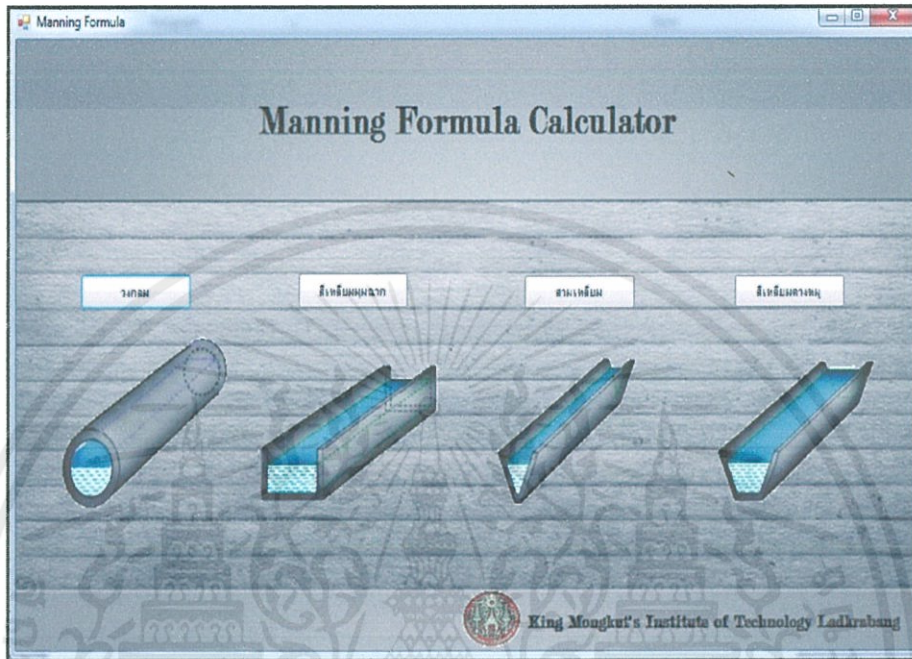 Manning Formula
Manning Formula Calculator
วงกลม
สี่เหลี่ยมมุมฉาก
สามเหลี่ยม
สี่เหลี่ยมคางหมู
King Mongkut's Institute of Technology Ladkrabang